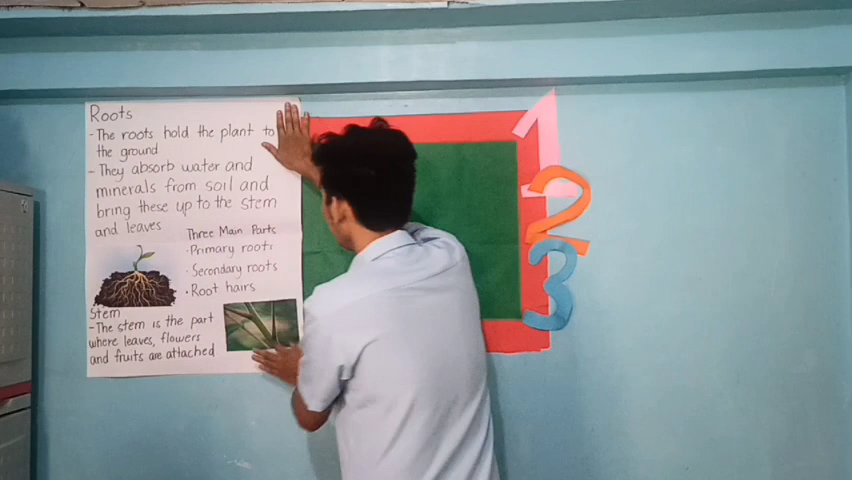 Roots
- The roots hold the plant to
the ground
- They absorb water and
minerals from soil and
bring these up to the stem
and leaves
Three Main Parts
· Primary roots
· Secondary roots
· Root hairs
Stem
- The stem is the part
where leaves, flowers
and fruits are attached
1
2
3